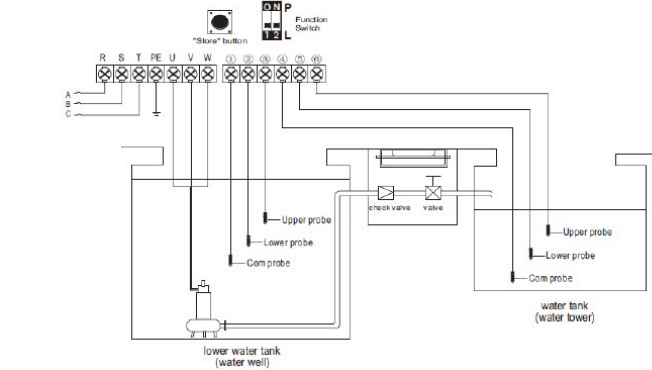 ON P
Function
Switch
1 2 L
"Store" button
R S T PE U V W ① ② ③ ④ ⑤ ⑥
A
B
C
check valve valve
Upper probe
Lower probe
Com probe
Upper probe
Lower probe
Com probe
water tank
(water tower)
lower water tank
(water well)